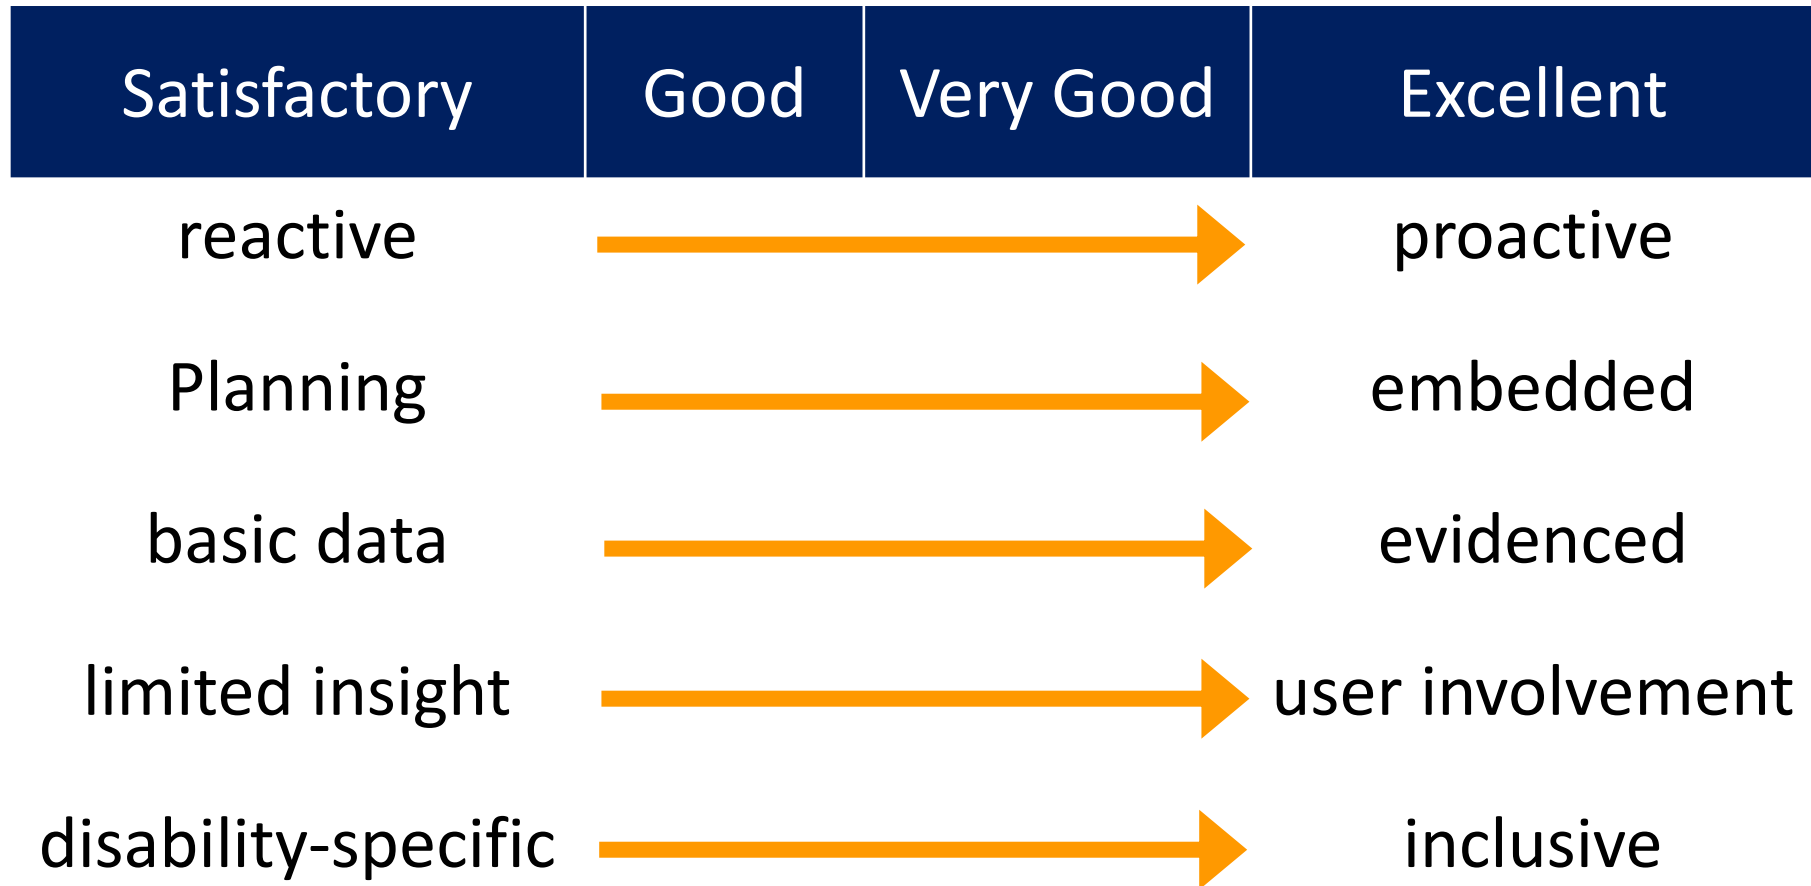 Satisfactory Good Very Good Excellent
reactive proactive
Planning embedded
basic data evidenced
limited insight user involvement
disability-specific inclusive